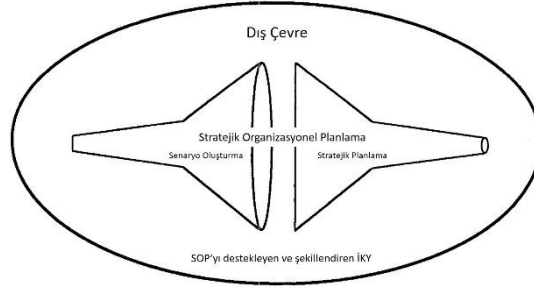 Dış Çevre
Stratejik Organizasyonel Planlama
Senaryo Oluşturma Stratejik Planlama
SOP'yı destekleyen ve şekillendiren İKY